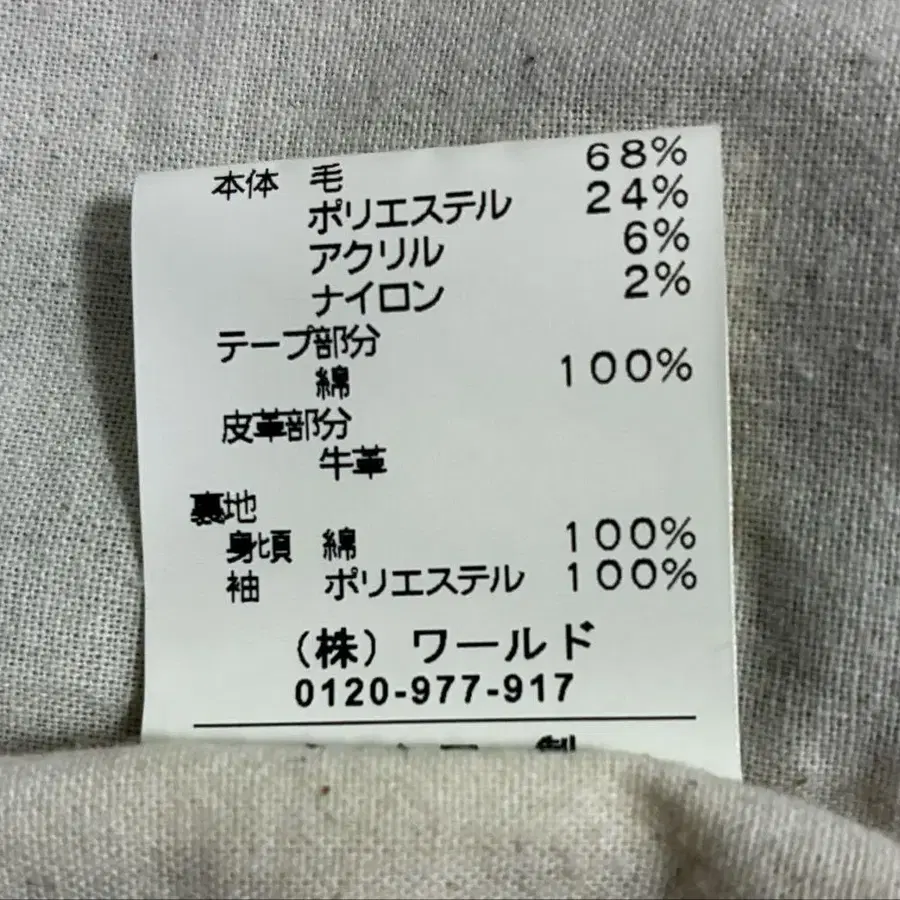 本体 毛 68%
ポリエステル 24%
アクリル 6%
ナイロン 2%
テープ部分
綿 100%
皮革部分
牛革
裏地
身頃 綿 100%
袖 ポリエステル 100%
(株) ワールド
0120-977-917
製